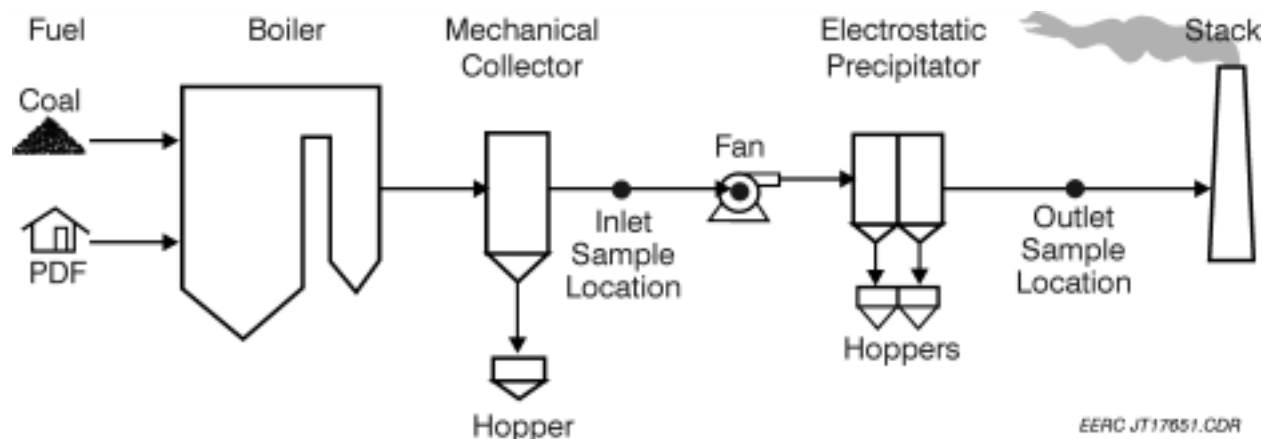 Fuel
Boiler
Mechanical
Collector
Electrostatic
Precipitator
Stack
Coal
Fan
PDF
Inlet
Sample
Location
Outlet
Sample
Location
Hoppers
Hopper
EERC JT17651.CDR